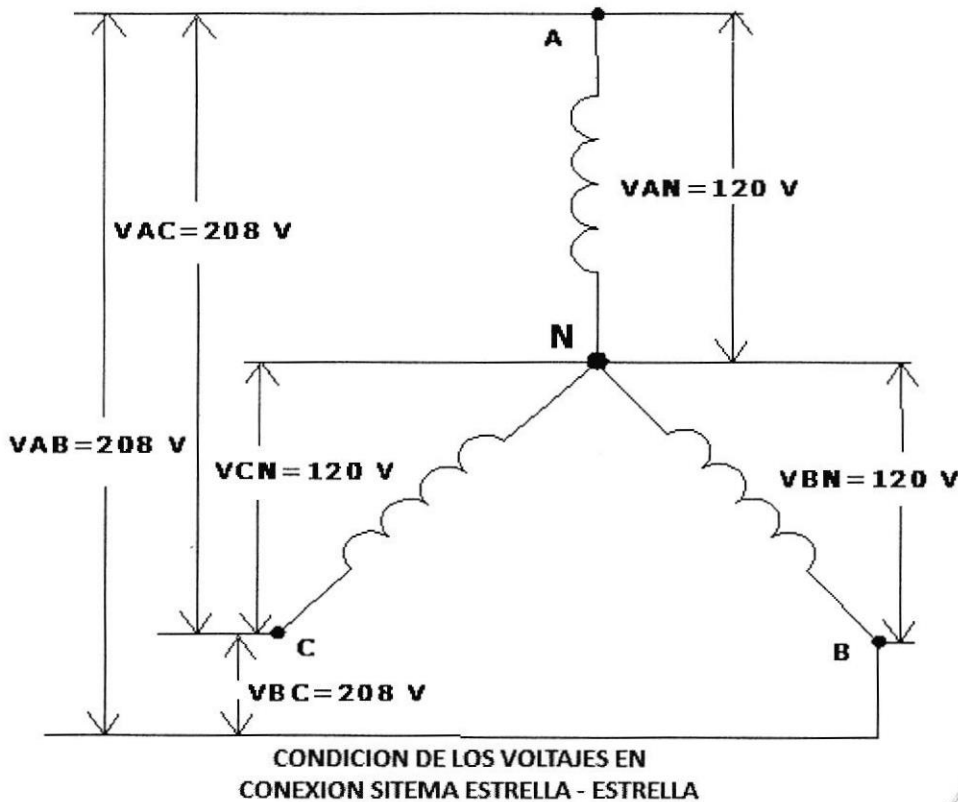 A
VAN=120 V
VAC=208 V
N
VAB=208 V
VCN=120 V
VBN=120 V
C
B
VBC=208 V
CONDICION DE LOS VOLTAJES EN
CONEXION SITEMA ESTRELLA - ESTRELLA